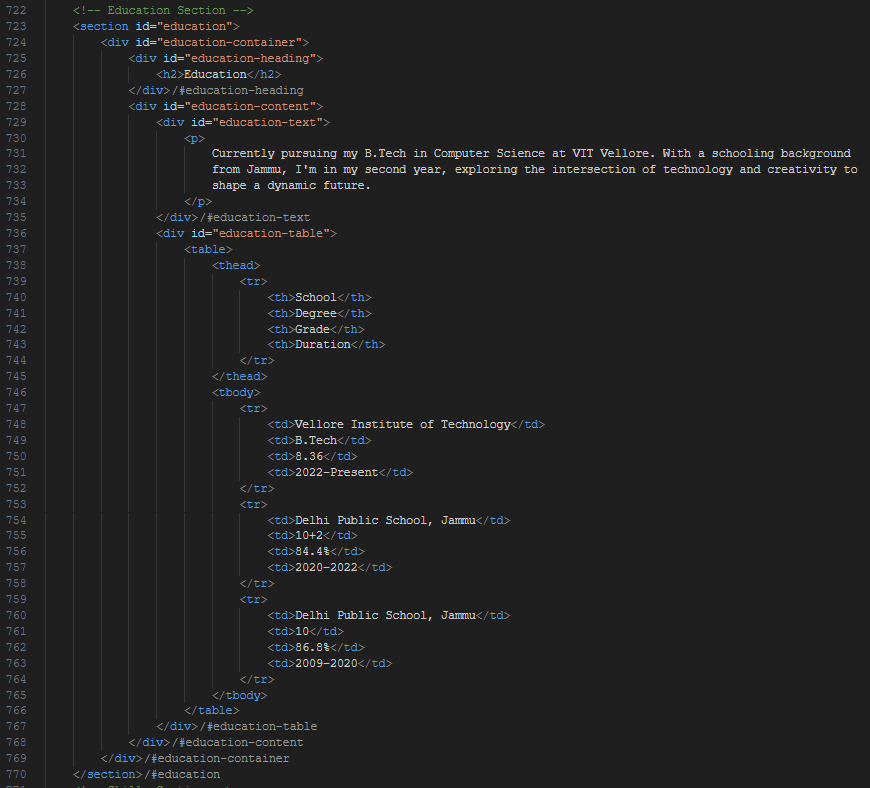 722 <!-- Education Section -->
723 <section id="education">
724 <div id="education-container">
725 <div id="education-heading">
726 <h2>Education</h2>
727 </div>/#education-heading
728 <div id="education-content">
729 <div id="education-text">
730 <p>
731 Currently pursuing my B.Tech in Computer Science at VIT Vellore. With a schooling background
732 from Jammu, I'm in my second year, exploring the intersection of technology and creativity to
733 shape a dynamic future.
734 </p>
735 </div>/#education-text
736 <div id="education-table">
737 <table>
738 <thead>
739 <tr>
740 <th>School</th>
741 <th>Degree</th>
742 <th>Grade</th>
743 <th>Duration</th>
744 </tr>
745 </thead>
746 <tbody>
747 <tr>
748 <td>Vellore Institute of Technology</td>
749 <td>B.Tech</td>
750 <td>8.36</td>
751 <td>2022-Present</td>
752 </tr>
753 <tr>
754 <td>Delhi Public School, Jammu</td>
755 <td>10+2</td>
756 <td>84.4%</td>
757 <td>2020-2022</td>
758 </tr>
759 <tr>
760 <td>Delhi Public School, Jammu</td>
761 <td>10</td>
762 <td>86.8%</td>
763 <td>2009-2020</td>
764 </tr>
765 </tbody>
766 </table>
767 </div>/#education-table
768 </div>/#education-content
769 </div>/#education-container
770 </section>/#education